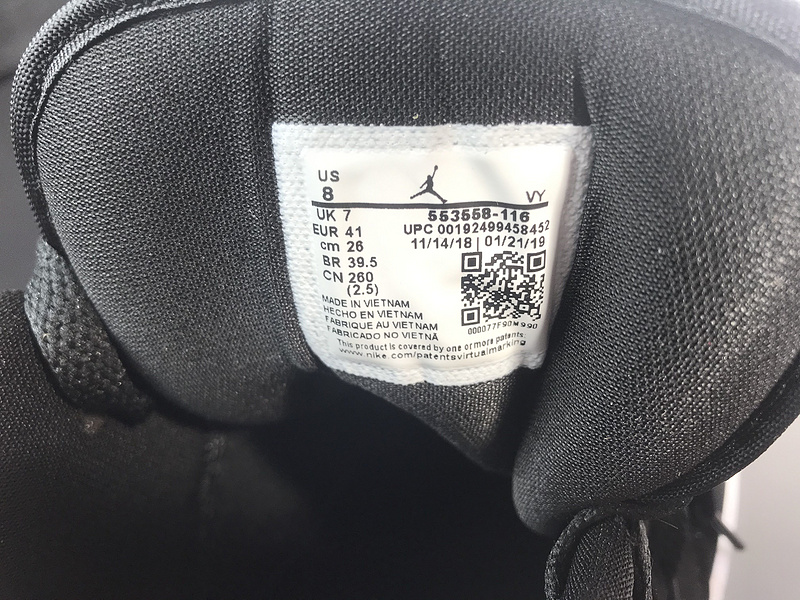 US
8 VY
UK 7 553558-116
EUR 41 UPC 00192499458452
cm 26 11/14/18 | 01/21/19
BR 39.5
CN 260
(2.5)
MADE IN VIETNAM
HECHO EN VIETNAM
FABRIQUE AU VIETNAM
FABRICADO NO VIETNÃ
000077F90M990
This product is covered by one or more patents
www.nike.com/patentsvirtualmarking